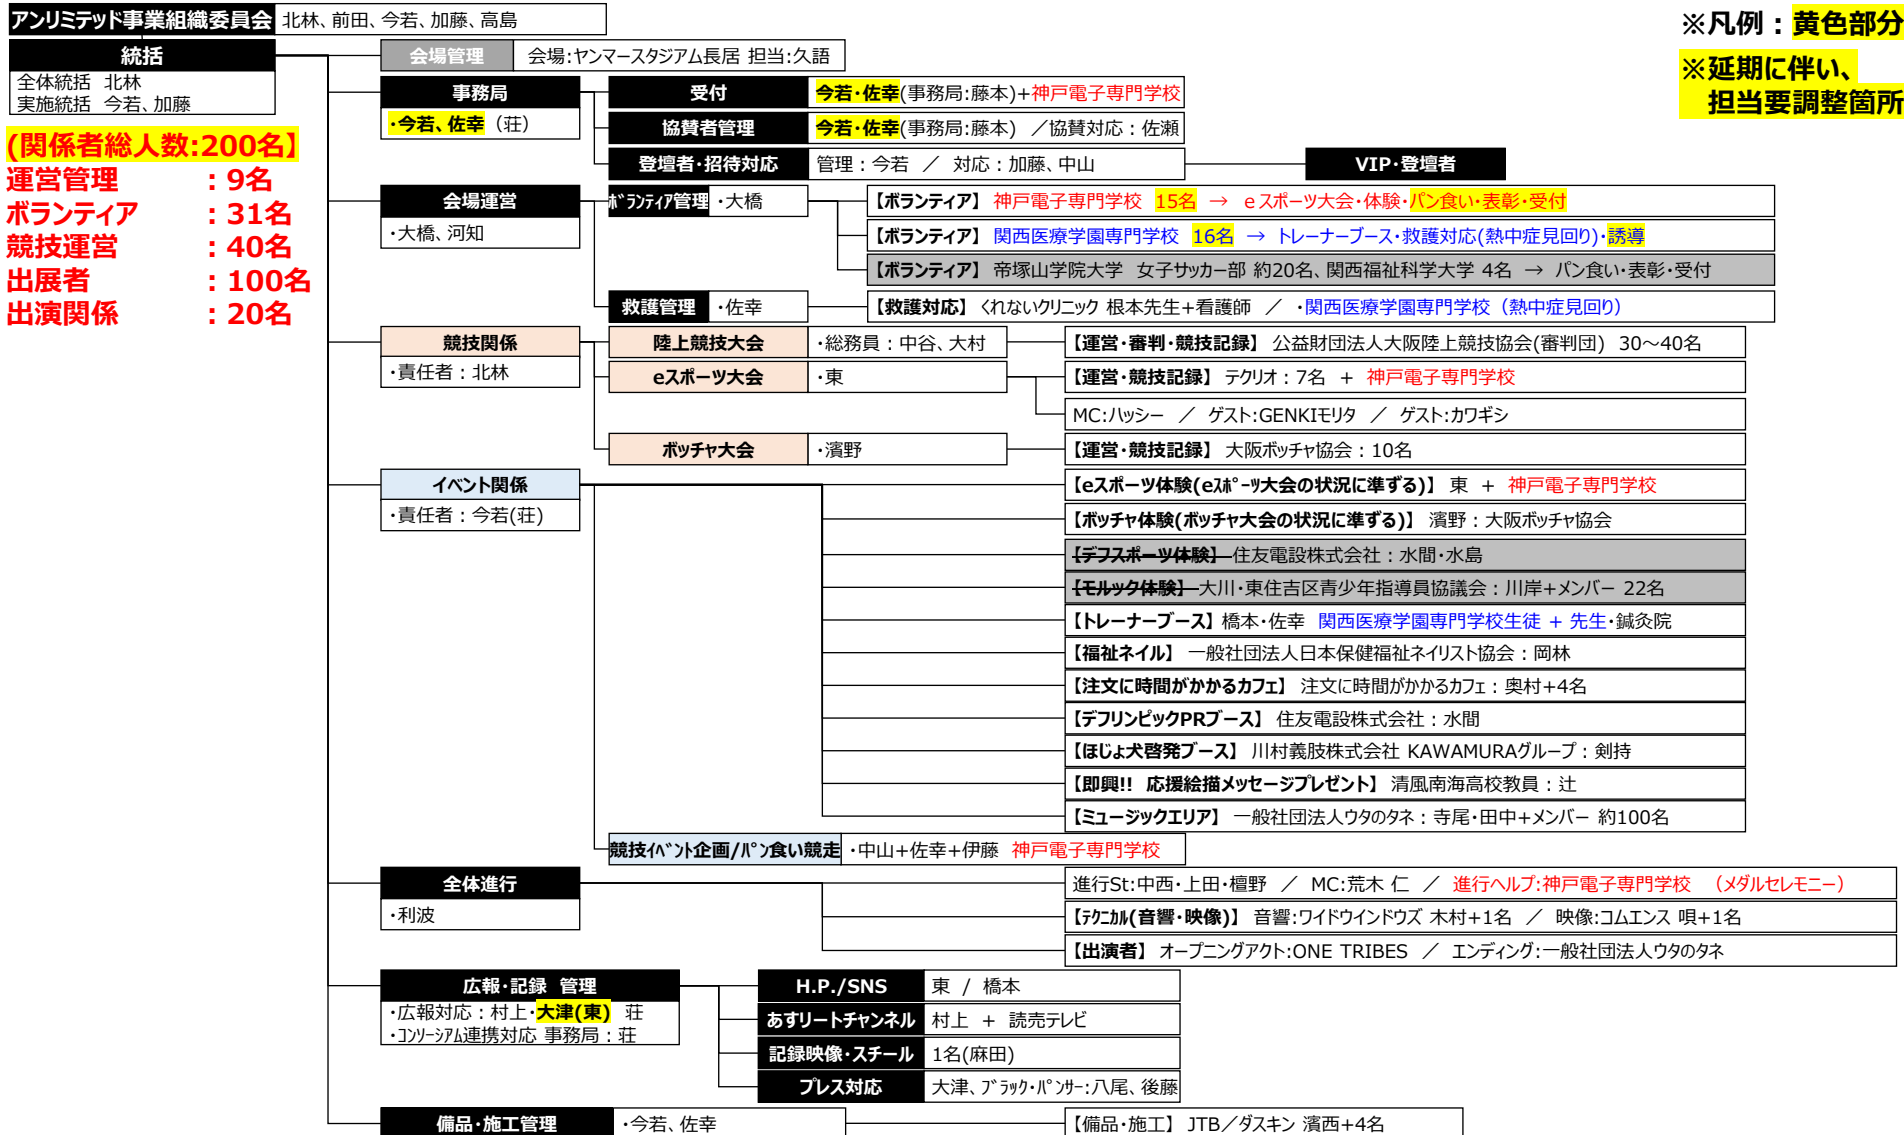 アンリミテッド事業組織委員会 北林、前田、今若、加藤、高島
※凡例：黄色部分
※延期に伴い、
担当要調整箇所
統括
全体統括 北林
実施統括 今若、加藤
(関係者総人数:200名】
運営管理 ：9名
ボランティア ：31名
競技運営 ：40名
出展者 ：100名
出演関係 ：20名
会場管理 会場:ヤンマースタジアム長居 担当:久語
事務局
・今若、佐幸（荘）
受付 今若・佐幸(事務局:藤本)+神戸電子専門学校
協賛者管理 今若・佐幸(事務局:藤本) ／協賛対応：佐瀬
登壇者・招待対応 管理：今若 ／ 対応：加藤、中山
VIP・登壇者
会場運営
・大橋、河知
ﾎﾞﾗﾝﾃｨｱ管理 ・大橋
【ボランティア】 神戸電子専門学校 15名 → eスポーツ大会・体験・パン食い・表彰・受付
【ボランティア】 関西医療学園専門学校 16名 → トレーナーブース・救護対応(熱中症見回り)・誘導
【ボランティア】 帝塚山学院大学 女子サッカー部 約20名、関西福祉科学大学 4名 → パン食い・表彰・受付
救護管理 ・佐幸
【救護対応】 くれないクリニック 根本先生+看護師 ／ ・関西医療学園専門学校（熱中症見回り）
競技関係
・責任者：北林
陸上競技大会 ・総務員：中谷、大村
【運営・審判・競技記録】 公益財団法人大阪陸上競技協会(審判団) 30～40名
eスポーツ大会 ・東
【運営・競技記録】 テクリオ：7名 + 神戸電子専門学校
MC:ハッシー ／ ゲスト:GENKIモリタ ／ ゲスト:カワギシ
ボッチャ大会 ・濱野
【運営・競技記録】 大阪ボッチャ協会：10名
イベント関係
・責任者：今若(荘)
【eスポーツ体験(eｽﾎﾟｰﾂ大会の状況に準ずる)】 東 + 神戸電子専門学校
【ボッチャ体験(ボッチャ大会の状況に準ずる)】 濱野：大阪ボッチャ協会
【デフスポーツ体験】 住友電設株式会社：水間・水島
【モルック体験】 大川・東住吉区青少年指導員協議会：川岸+メンバー 22名
【トレーナーブース】 橋本・佐幸 関西医療学園専門学校生徒 + 先生・鍼灸院
【福祉ネイル】 一般社団法人日本保健福祉ネイリスト協会：岡林
【注文に時間がかかるカフェ】 注文に時間がかかるカフェ：奥村+4名
【デフリンピックPRブース】 住友電設株式会社：水間
【ほじょ犬啓発ブース】 川村義肢株式会社 KAWAMURAグループ：剣持
【即興!! 応援絵描メッセージプレゼント】 清風南海高校教員：辻
【ミュージックエリア】 一般社団法人ウタのタネ：寺尾・田中+メンバー 約100名
競技ｲﾍﾞﾝﾄ企画/ﾊﾟﾝ食い競走 ・中山+佐幸+伊藤 神戸電子専門学校
全体進行
・利波
進行St:中西・上田・檀野 ／ MC:荒木 仁 ／ 進行ヘルプ:神戸電子専門学校 （メダルセレモニー）
【ﾃｸﾆｶﾙ(音響・映像)】 音響:ワイドウインドウズ 木村+1名 ／ 映像:コムエンス 唄+1名
【出演者】 オープニングアクト:ONE TRIBES ／ エンディング:一般社団法人ウタのタネ
広報・記録 管理
・広報対応：村上・大津(東) 荘
・ｺﾝｿｰｼｱﾑ連携対応 事務局：荘
H.P./SNS 東 / 橋本
あすリートチャンネル 村上 + 読売テレビ
記録映像・スチール 1名(麻田)
プレス対応 大津、ﾌﾞﾗｯｸ・ﾊﾟﾝｻｰ:八尾、後藤
備品・施工管理 ・今若、佐幸
【備品・施工】 JTB／ダスキン 濱西+4名